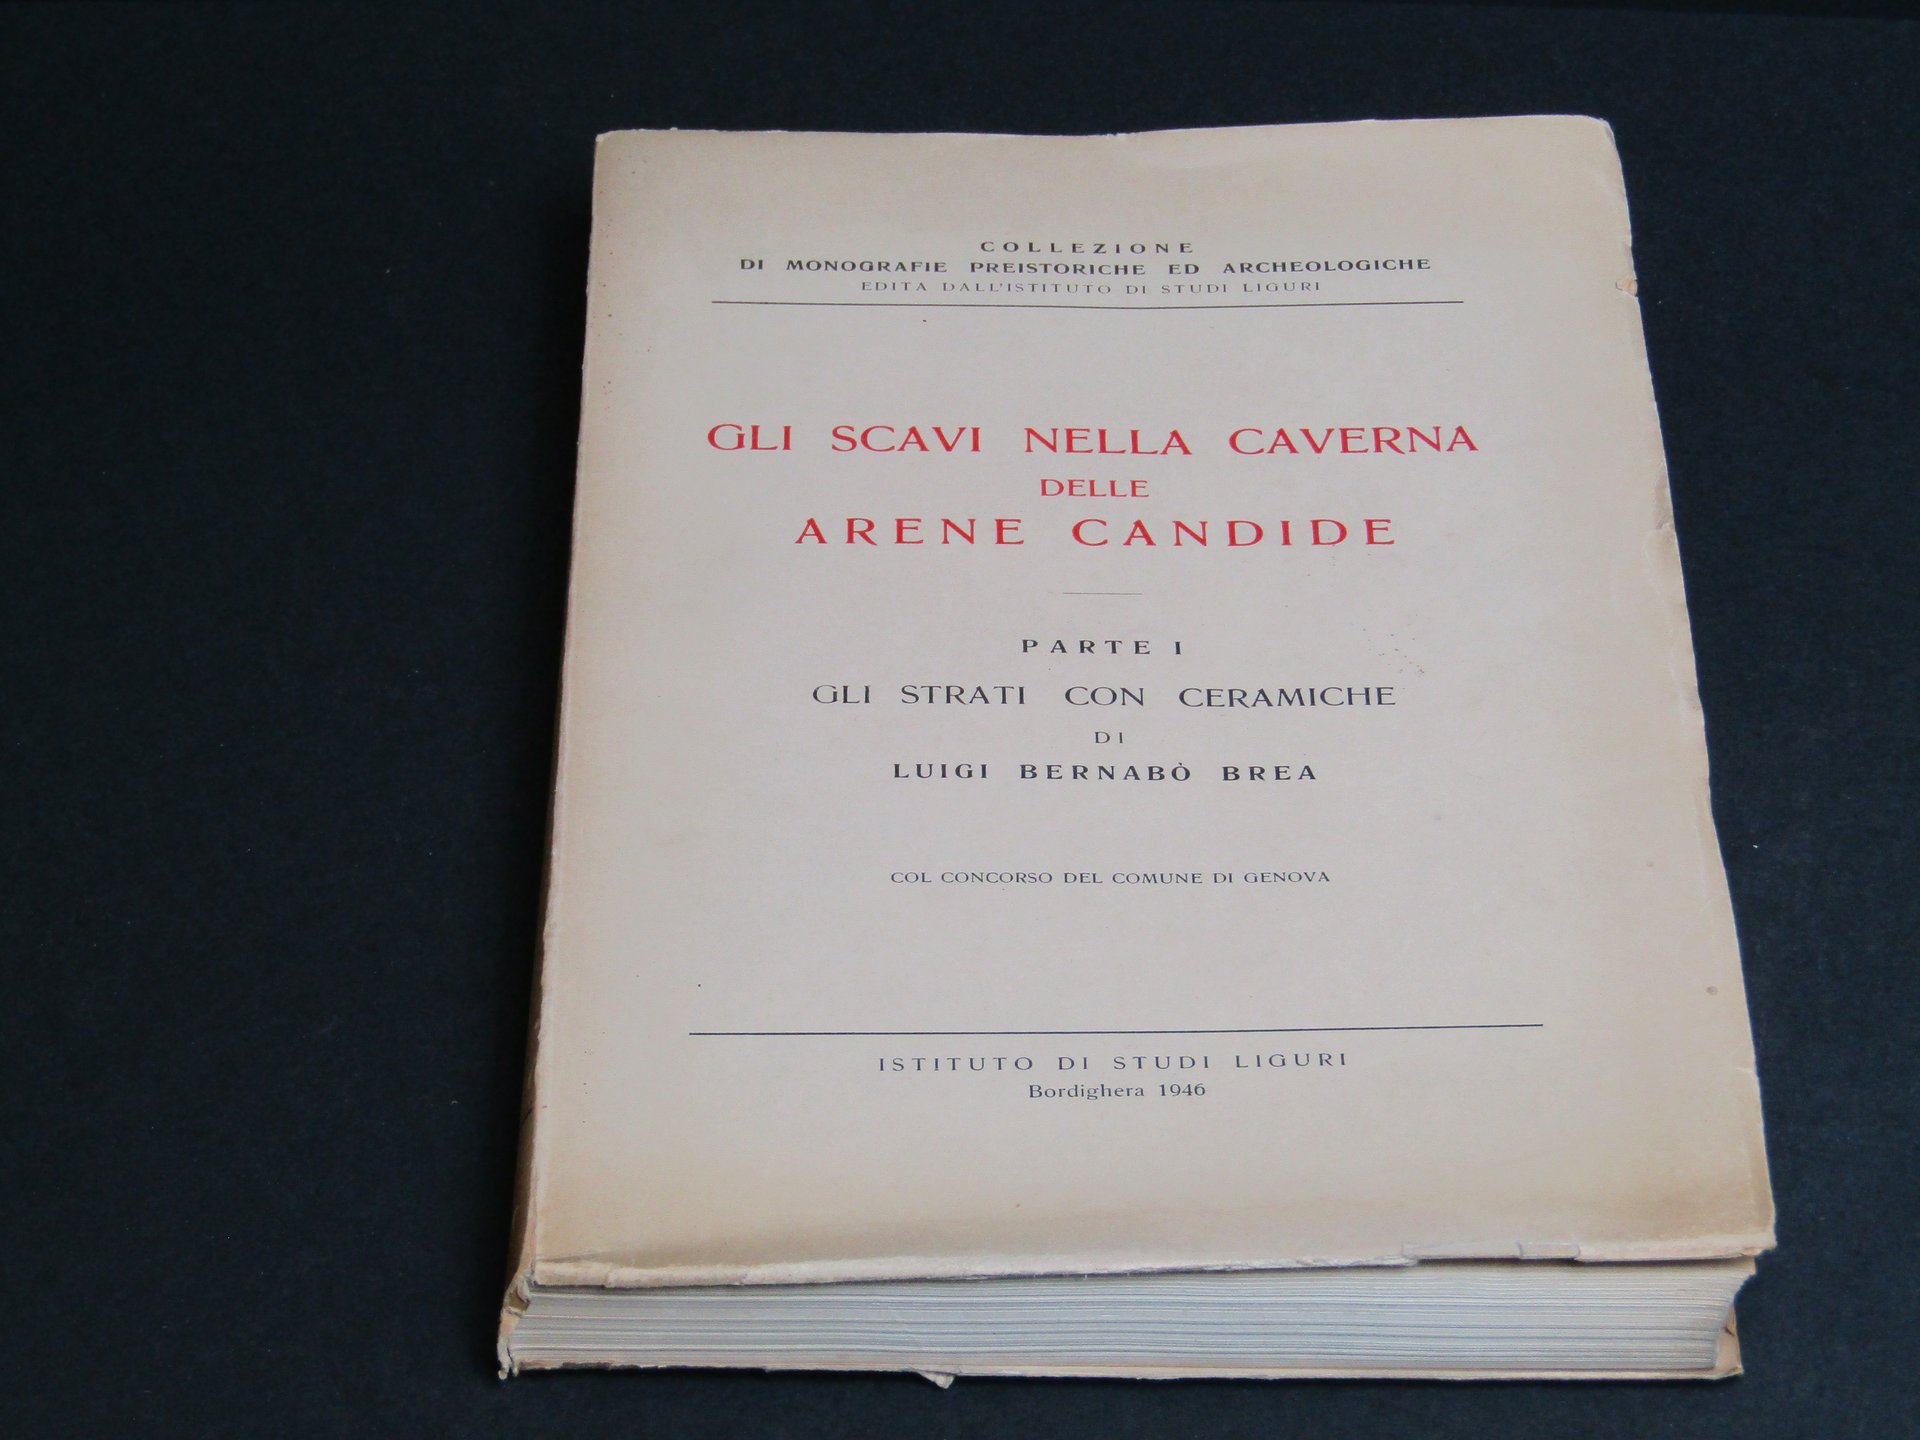 COLLEZIONE
DI MONOGRAFIE PREISTORICHE ED ARCHEOLOGICHE
EDITA DALL'ISTITUTO DI STUDI LIGURI
GLI SCAVI NELLA CAVERNA
DELLE
ARENE CANDIDE
PARTE I
GLI STRATI CON CERAMICHE
DI
LUIGI BERNABÒ BREA
COL CONCORSO DEL COMUNE DI GENOVA
ISTITUTO DI STUDI LIGURI
Bordighera 1946